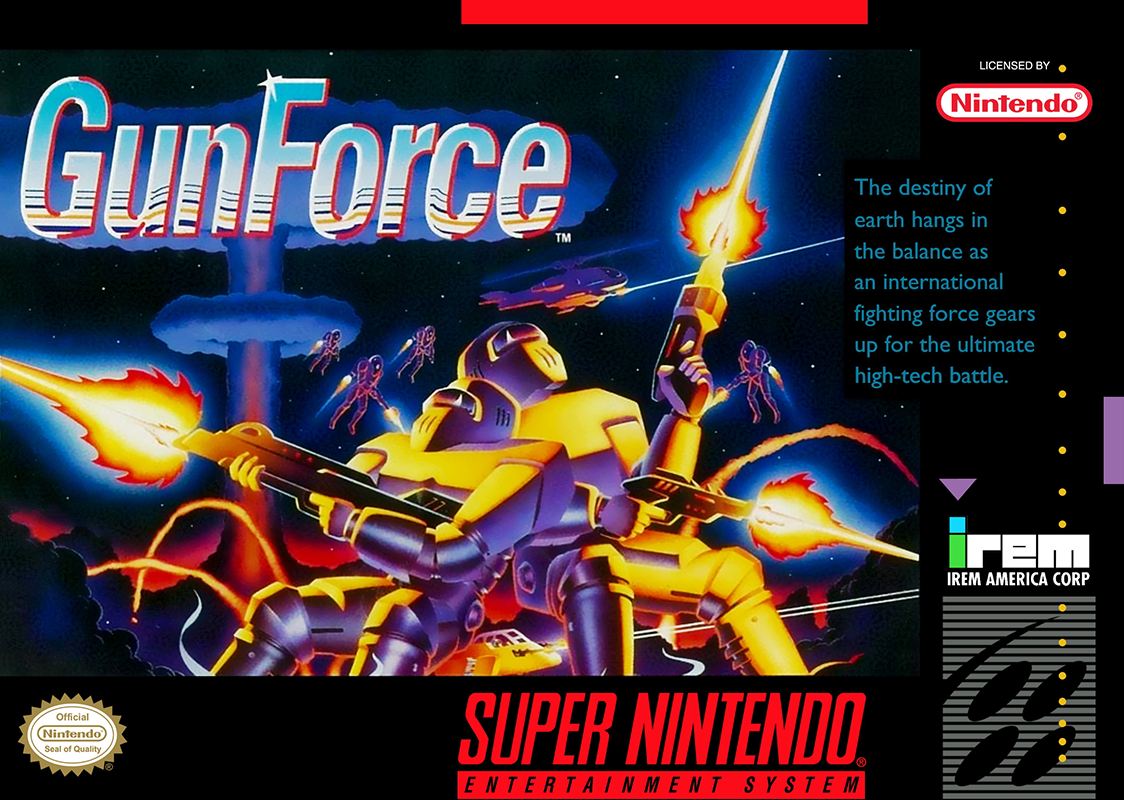 GunForce™
LICENSED BY
Nintendo®
The destiny of
earth hangs in
the balance as
an international
fighting force gears
up for the ultimate
high-tech battle.
irem
IREM AMERICA CORP
Official
Nintendo
Seal of Quality
®
SUPER NINTENDO®
ENTERTAINMENT SYSTEM